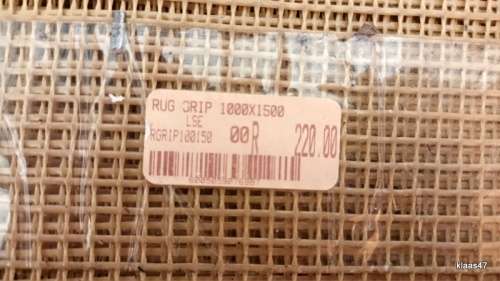 RUG GRIP 1000X1500
LSE
RGRIP100150 00R 220.00
klaas47